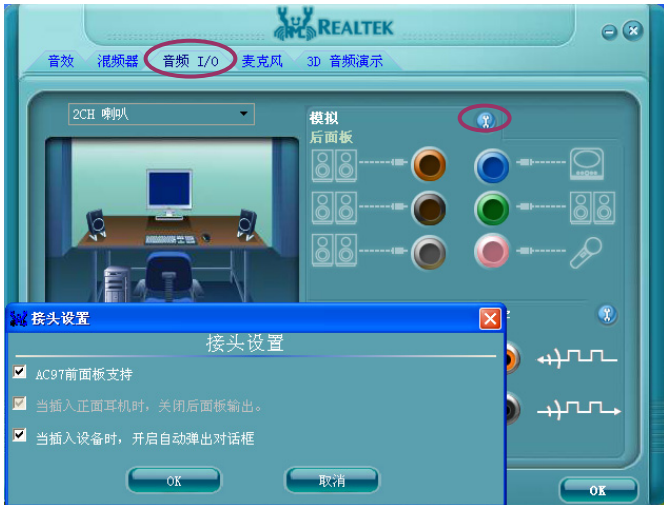 REALTEK
音效 混频器 音频 I/O 麦克风 3D 音频演示
2CH 喇叭
模拟
后面板
接头设置
接头设置
AC97前面板支持
当插入正面耳机时，关闭后面板输出。
当插入设备时，开启自动弹出对话框
OK 取消
OK